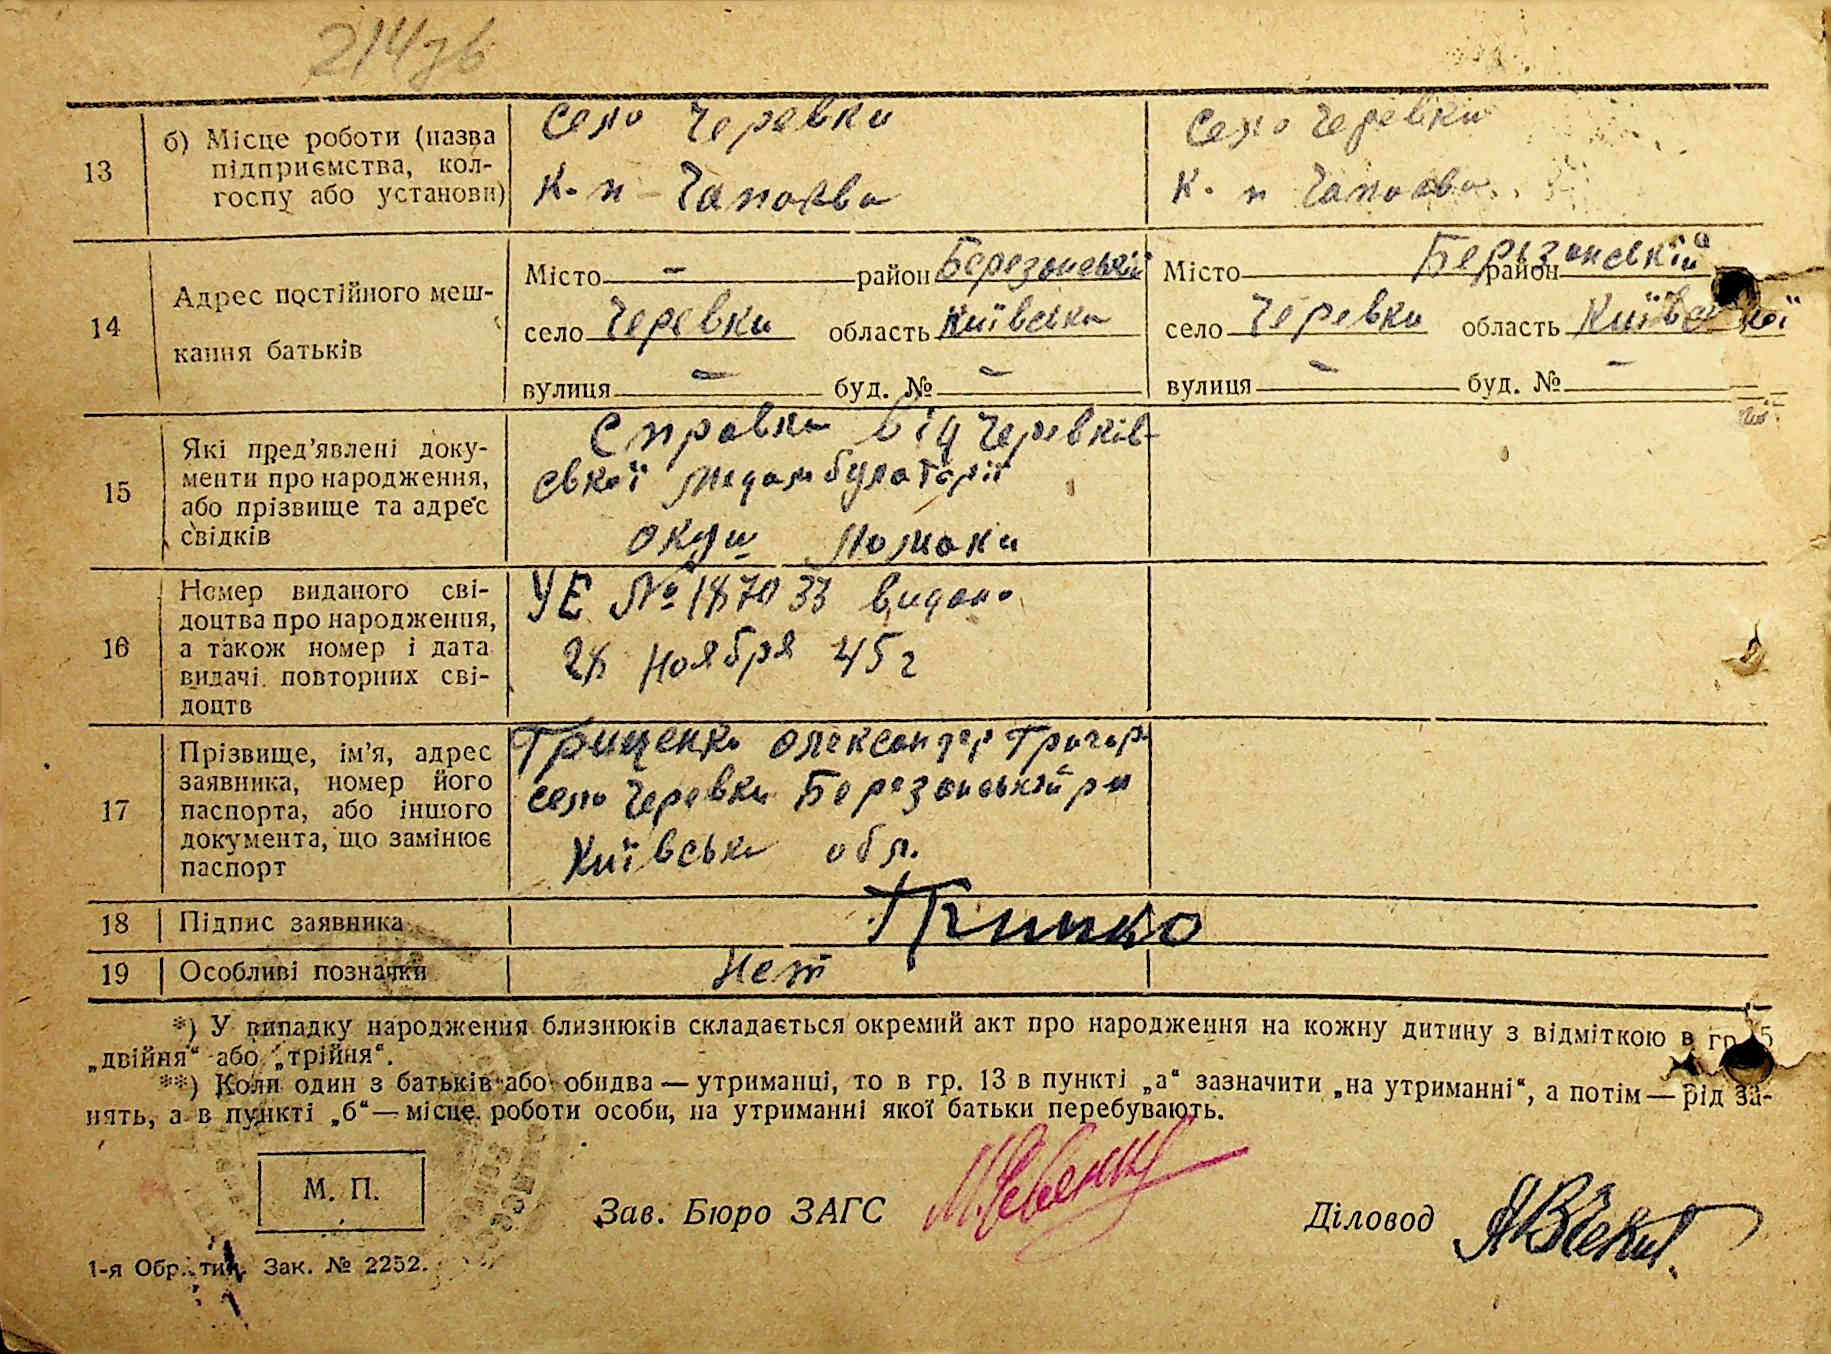 214зв
13
б) Місце роботи (назва
підприємства, кол-
госпу або установи)
село Черевки
к-п Чапаєва
село Черевки
к-п Чапаєва
14
Адрес постійного меш-
кання батьків
Місто — район Березанський
село Черевки область Київська
вулиця — буд. № —
Місто район Березанській
село Черевки область Київської
вулиця — буд. № —
15
Які пред’явлені доку-
менти про народження,
або прізвище та адрес
свідків
Справка від Черевків-
ської медамбулаторії
16
Номер виданого сві-
доцтва про народження,
а також номер і дата
видачі повторних сві-
доцтв
УЕ № 187033 видано
28 ноября 45 г
17
Прізвище, ім’я, адрес
заявника, номер його
паспорта, або іншого
документа, що замінює
паспорт
Гриценко Олександер Григор
село Черевки Березанський р-н
Київська обл.
18
Підпис заявника
19
Особливі позначки
Нет
*) У випадку народження близнюків складається окремий акт про народження на кожну дитину з відміткою в гр. 5
„двійня“ або „трійня“.
**) Коли один з батьків або обидва — утриманці, то в гр. 13 в пункті „а“ зазначити „на утриманні“, а потім — рід за-
нять, а в пункті „б“ — місце роботи особи, на утриманні якої батьки перебувають.
М. П.
Зав. Бюро ЗАГС
Діловод
1-я Обр. тип. Зак. № 2252.